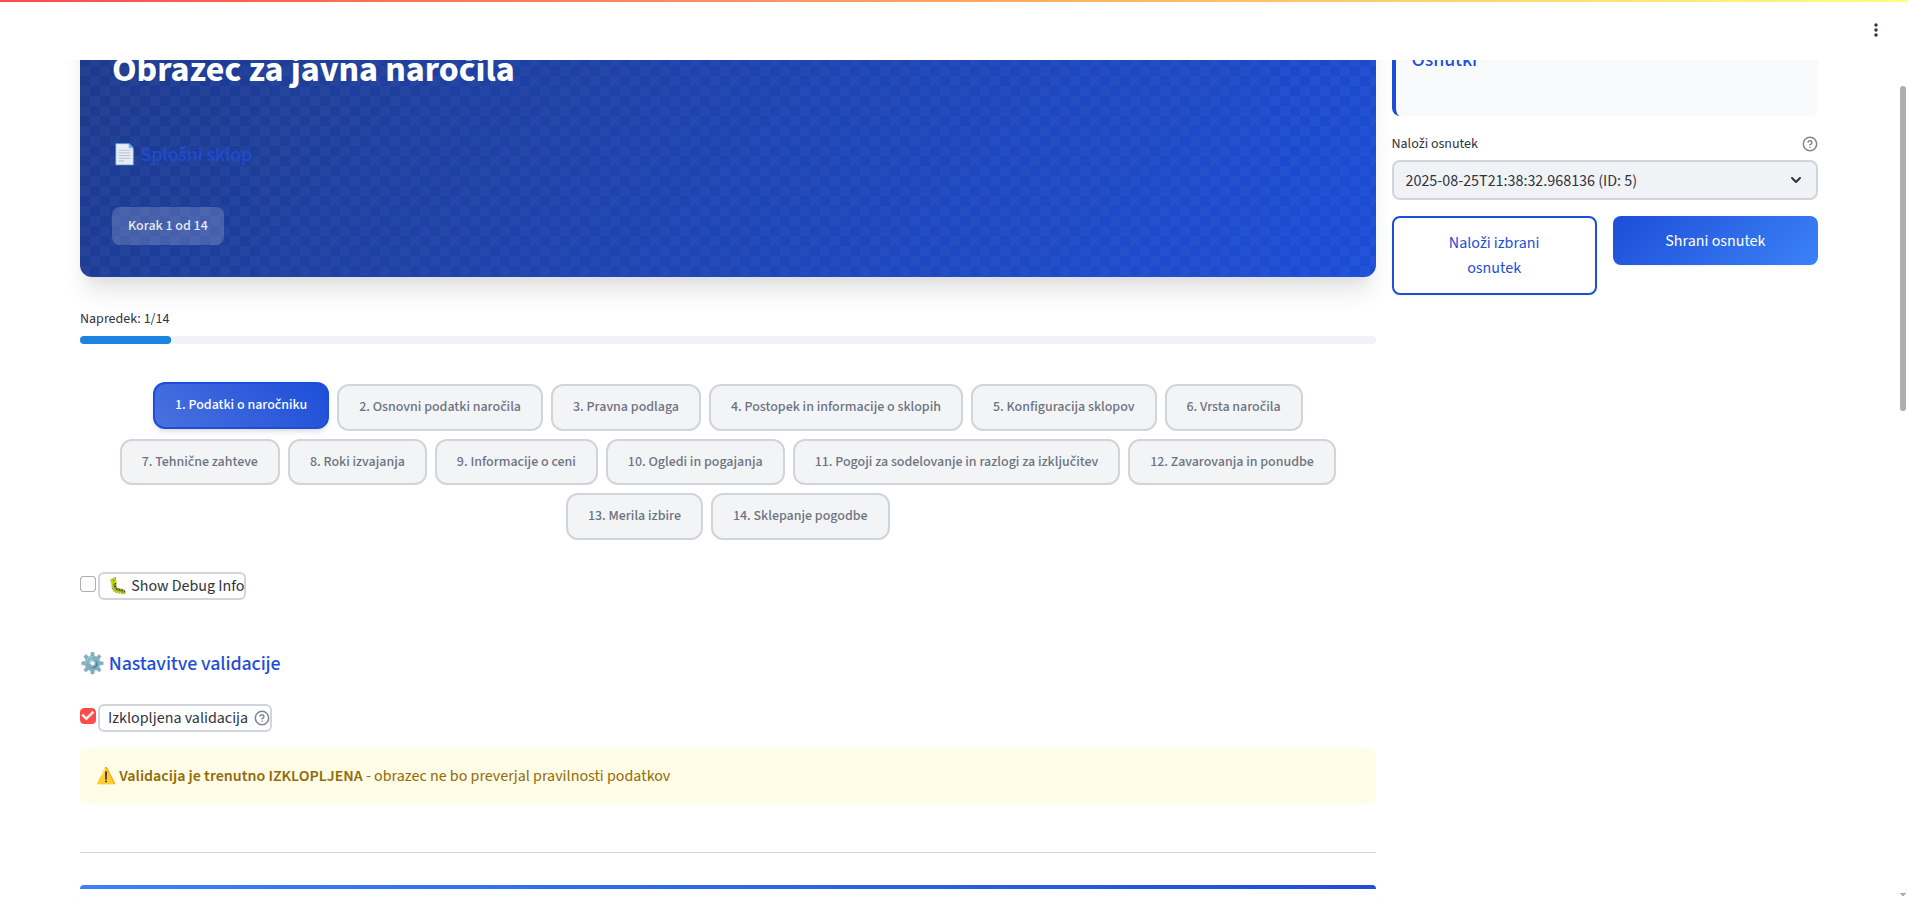 Obrazec za javna naročila
Splošni sklop
Korak 1 od 14
Osnutki
Naloži osnutek
2025-08-25T21:38:32.968136 (ID: 5)
Naloži izbrani
osnutek
Shrani osnutek
Napredek: 1/14
1. Podatki o naročniku
2. Osnovni podatki naročila
3. Pravna podlaga
4. Postopek in informacije o sklopih
5. Konfiguracija sklopov
6. Vrsta naročila
7. Tehnične zahteve
8. Roki izvajanja
9. Informacije o ceni
10. Ogledi in pogajanja
11. Pogoji za sodelovanje in razlogi za izključitev
12. Zavarovanja in ponudbe
13. Merila izbire
14. Sklepanje pogodbe
Show Debug Info
Nastavitve validacije
Izklopljena validacija
Validacija je trenutno IZKLOPLJENA - obrazec ne bo preverjal pravilnosti podatkov